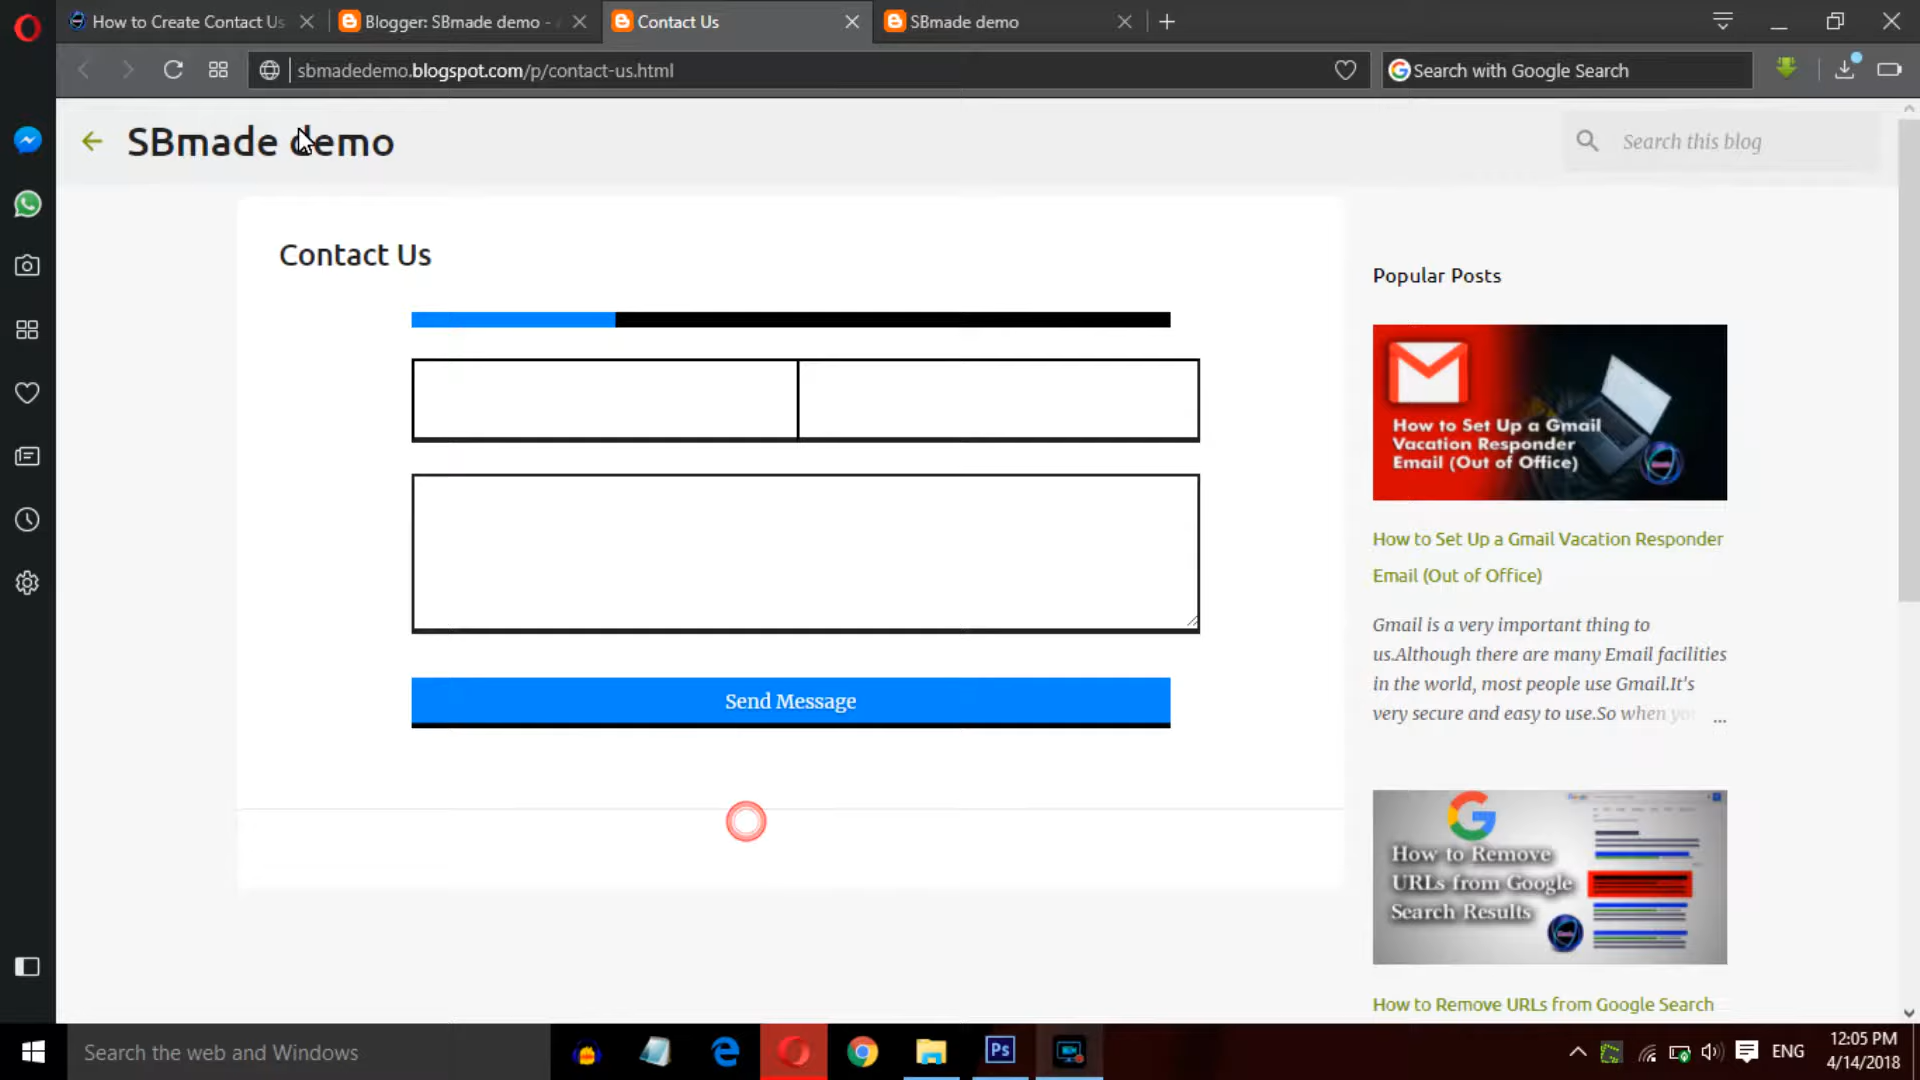 How to Create Contact Us
Blogger: SBmade demo -
Contact Us
SBmade demo
sbmadedemo.blogspot.com/p/contact-us.html
Search with Google Search
SBmade demo
Search this blog
Contact Us
Send Message
Popular Posts
How to Set Up a Gmail
Vacation Responder
Email (Out of Office)
How to Set Up a Gmail Vacation Responder
Email (Out of Office)
Gmail is a very important thing to
us.Although there are many Email facilities
in the world, most people use Gmail.It's
very secure and easy to use.So when you ...
How to Remove
URLs from Google
Search Results
How to Remove URLs from Google Search
Search the web and Windows
Ps
ENG
12:05 PM
4/14/2018